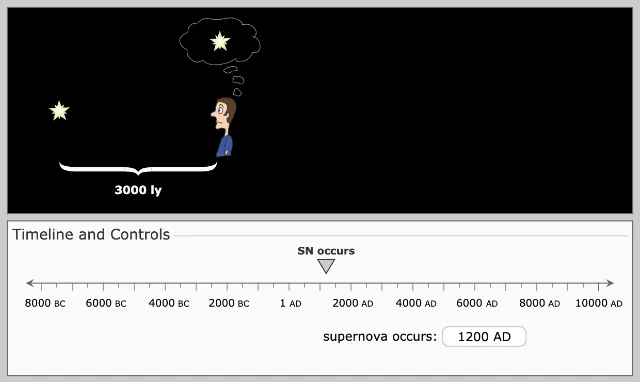 3000 ly
Timeline and Controls
SN occurs
8000 BC 6000 BC 4000 BC 2000 BC 1 AD 2000 AD 4000 AD 6000 AD 8000 AD 10000 AD
supernova occurs: 1200 AD